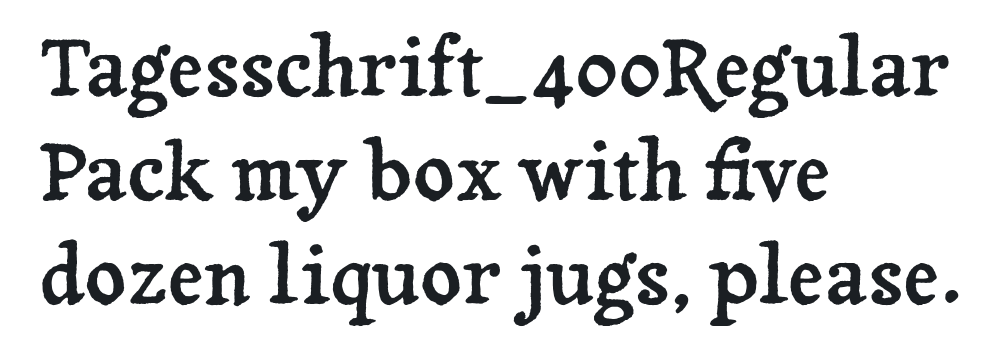 Tagesschrift_400Regular
Pack my box with five
dozen liquor jugs, please.